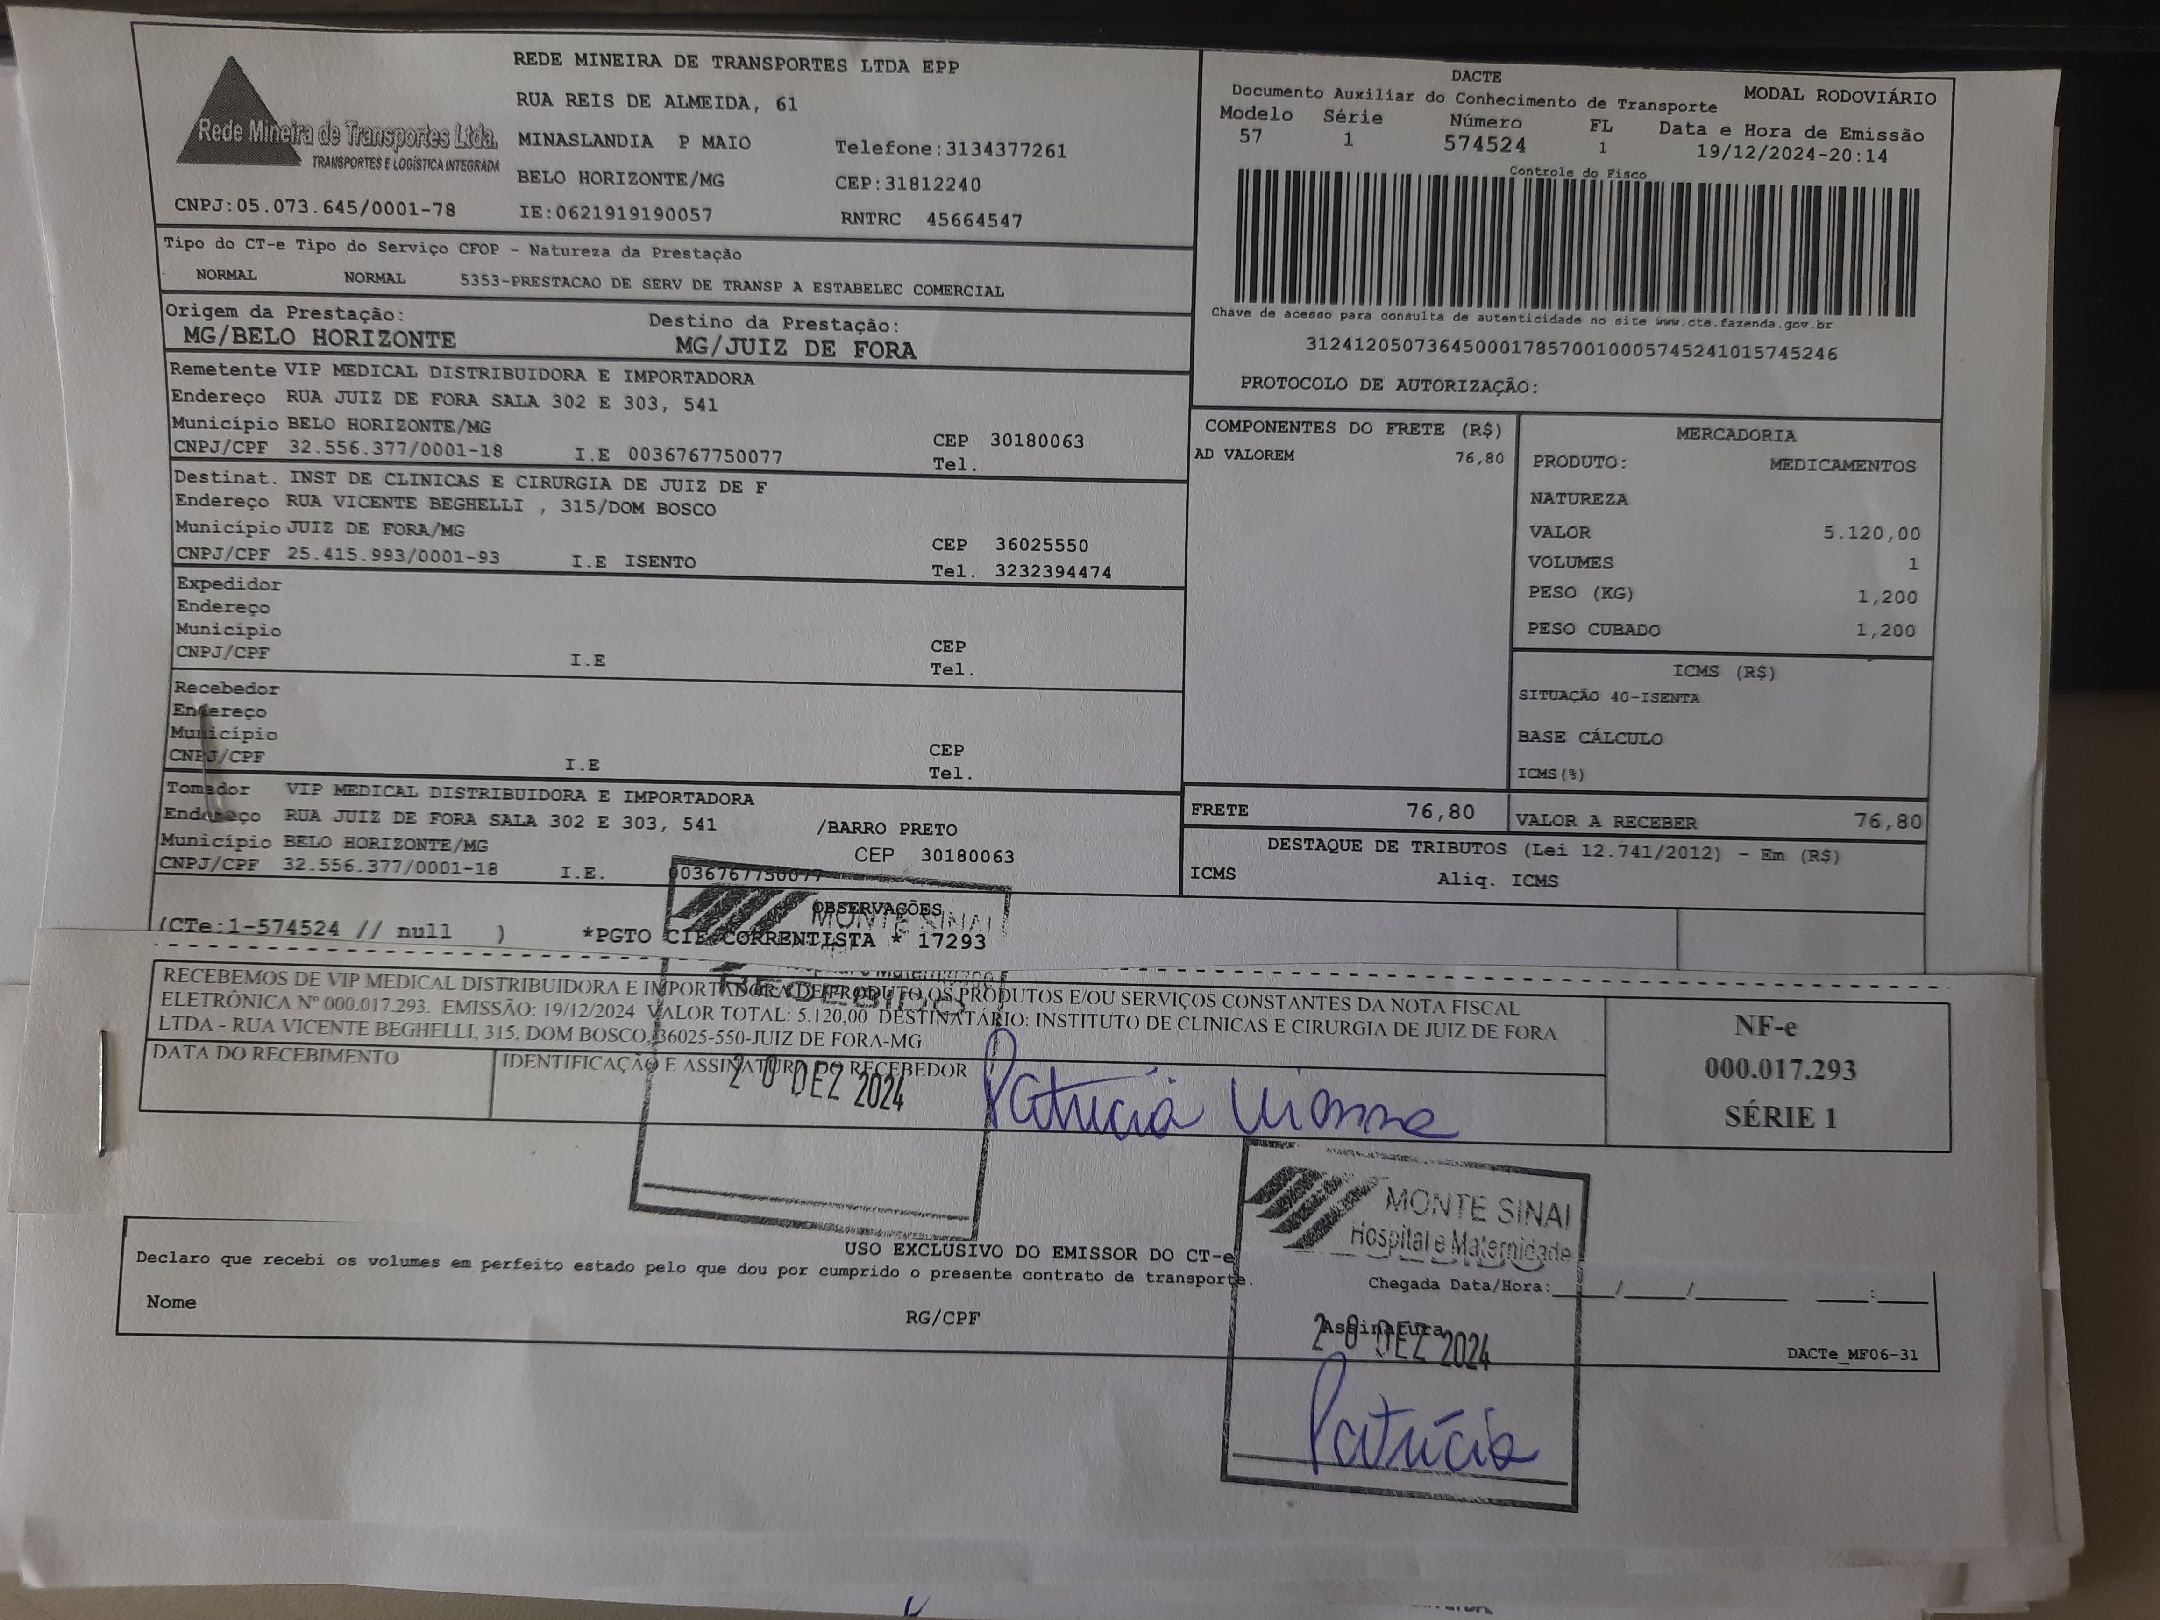 REDE MINEIRA DE TRANSPORTES LTDA EPP
RUA REIS DE ALMEIDA, 61
Rede Mineira de Transportes Ltda.
TRANSPORTES E LOGÍSTICA INTEGRADA
MINASLANDIA P MAIO Telefone:3134377261
BELO HORIZONTE/MG CEP:31812240
CNPJ:05.073.645/0001-78 IE:0621919190057 RNTRC 45664547
DACTE
Documento Auxiliar do Conhecimento de Transporte MODAL RODOVIÁRIO
Modelo Série Número FL Data e Hora de Emissão
57 1 574524 1 19/12/2024-20:14
Controle do Fisco
Chave de acesso para consulta de autenticidade no site www.cte.fazenda.gov.br
31241205073645000178570010005745241015745246
PROTOCOLO DE AUTORIZAÇÃO:
Tipo do CT-e Tipo do Serviço CFOP - Natureza da Prestação
NORMAL NORMAL 5353-PRESTACAO DE SERV DE TRANSP A ESTABELEC COMERCIAL
Origem da Prestação: Destino da Prestação:
MG/BELO HORIZONTE MG/JUIZ DE FORA
Remetente VIP MEDICAL DISTRIBUIDORA E IMPORTADORA
Endereço RUA JUIZ DE FORA SALA 302 E 303, 541
Município BELO HORIZONTE/MG CEP 30180063
CNPJ/CPF 32.556.377/0001-18 I.E 0036767750077 Tel.
Destinat. INST DE CLINICAS E CIRURGIA DE JUIZ DE F
Endereço RUA VICENTE BEGHELLI , 315/DOM BOSCO
Município JUIZ DE FORA/MG CEP 36025550
CNPJ/CPF 25.415.993/0001-93 I.E ISENTO Tel. 3232394474
Expedidor
Endereço
Município CEP
CNPJ/CPF I.E Tel.
Recebedor
Endereço
Município CEP
CNPJ/CPF I.E Tel.
Tomador VIP MEDICAL DISTRIBUIDORA E IMPORTADORA
Endereço RUA JUIZ DE FORA SALA 302 E 303, 541 /BARRO PRETO
Município BELO HORIZONTE/MG CEP 30180063
CNPJ/CPF 32.556.377/0001-18 I.E. 0036767750077
COMPONENTES DO FRETE (R$)
AD VALOREM 76,80
MERCADORIA
PRODUTO: MEDICAMENTOS
NATUREZA
VALOR 5.120,00
VOLUMES 1
PESO (KG) 1,200
PESO CUBADO 1,200
ICMS (R$)
SITUAÇÃO 40-ISENTA
BASE CÁLCULO
ICMS(%)
FRETE 76,80 VALOR A RECEBER 76,80
DESTAQUE DE TRIBUTOS (Lei 12.741/2012) - Em (R$)
ICMS Aliq. ICMS
OBSERVAÇÕES
MONTE SINAI
(CTe:1-574524 // null ) *PGTO CORRENTISTA * 17293
RECEBEMOS DE VIP MEDICAL DISTRIBUIDORA E IMPORTADORA DE PRODUTO OS PRODUTOS E/OU SERVIÇOS CONSTANTES DA NOTA FISCAL
ELETRÔNICA Nº 000.017.293. EMISSÃO: 19/12/2024 VALOR TOTAL: 5.120,00 DESTINATÁRIO: INSTITUTO DE CLINICAS E CIRURGIA DE JUIZ DE FORA
LTDA - RUA VICENTE BEGHELLI, 315, DOM BOSCO, 36025-550-JUIZ DE FORA-MG
DATA DO RECEBIMENTO IDENTIFICAÇÃO E ASSINATURA DO RECEBEDOR
20 DEZ 2024
Patrícia Vianna
NF-e
000.017.293
SÉRIE 1
MONTE SINAI
Hospital e Maternidade
USO EXCLUSIVO DO EMISSOR DO CT-e
Declaro que recebi os volumes em perfeito estado pelo que dou por cumprido o presente contrato de transporte.
Chegada Data/Hora:_____/_____/_______ ____:____
Nome RG/CPF Assinatura
20 DEZ 2024
DACTe_MF06-31
Patrícia